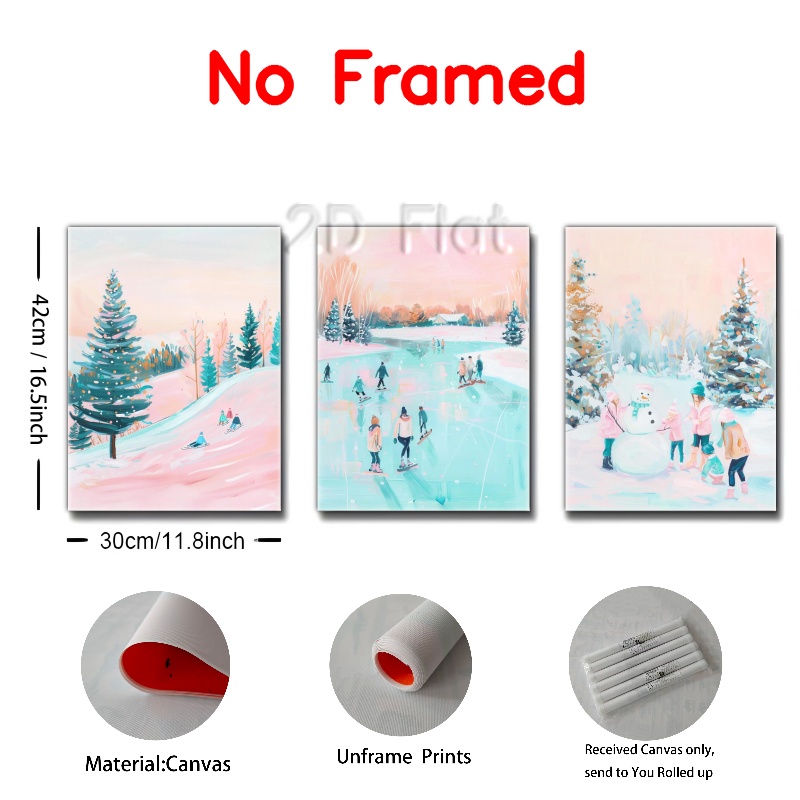 No Framed
2D Flat.
42cm / 16.5inch
30cm/11.8inch
Material:Canvas
Unframe Prints
Received Canvas only,
send to You Rolled up